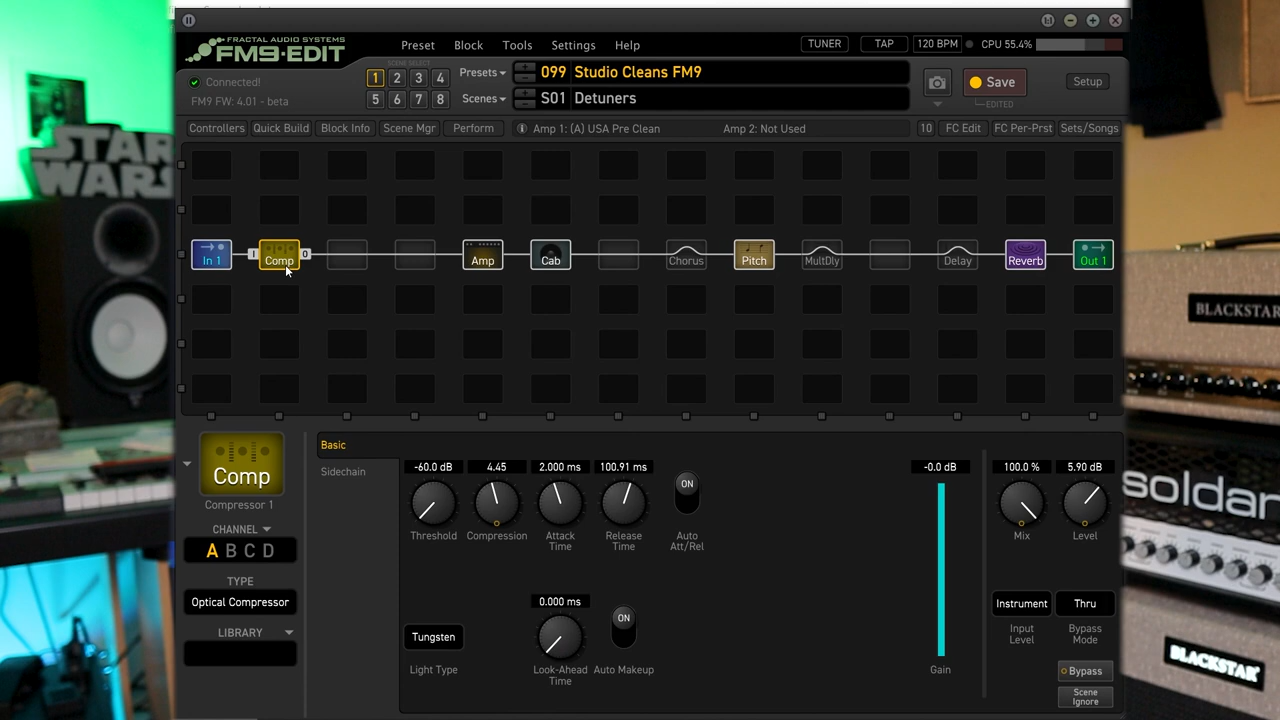 FRACTAL AUDIO SYSTEMS
FM9-EDIT
Preset Block Tools Settings Help
TUNER TAP 120 BPM CPU 55.4%
Connected!
FM9 FW: 4.01 - beta
SCENE SELECT
1 2 3 4
5 6 7 8
Presets 099 Studio Cleans FM9
Scenes S01 Detuners
Save
EDITED
Setup
Controllers Quick Build Block Info Scene Mgr Perform
Amp 1: (A) USA Pre Clean Amp 2: Not Used
10 FC Edit FC Per-Prst Sets/Songs
In 1 I Comp O Amp Cab Chorus Pitch MultDly Delay Reverb Out 1
Comp
Compressor 1
CHANNEL
A B C D
TYPE
Optical Compressor
LIBRARY
Basic
Sidechain
-60.0 dB 4.45 2.000 ms 100.91 ms ON
Threshold Compression Attack Time Release Time Auto Att/Rel
0.000 ms ON
Tungsten
Light Type Look-Ahead Time Auto Makeup
-0.0 dB
Gain
100.0 % 5.90 dB
Mix Level
Instrument Thru
Input Level Bypass Mode
Bypass
Scene Ignore
STAR
WARS
BLACKSTAR
soldan
BLACKSTAR